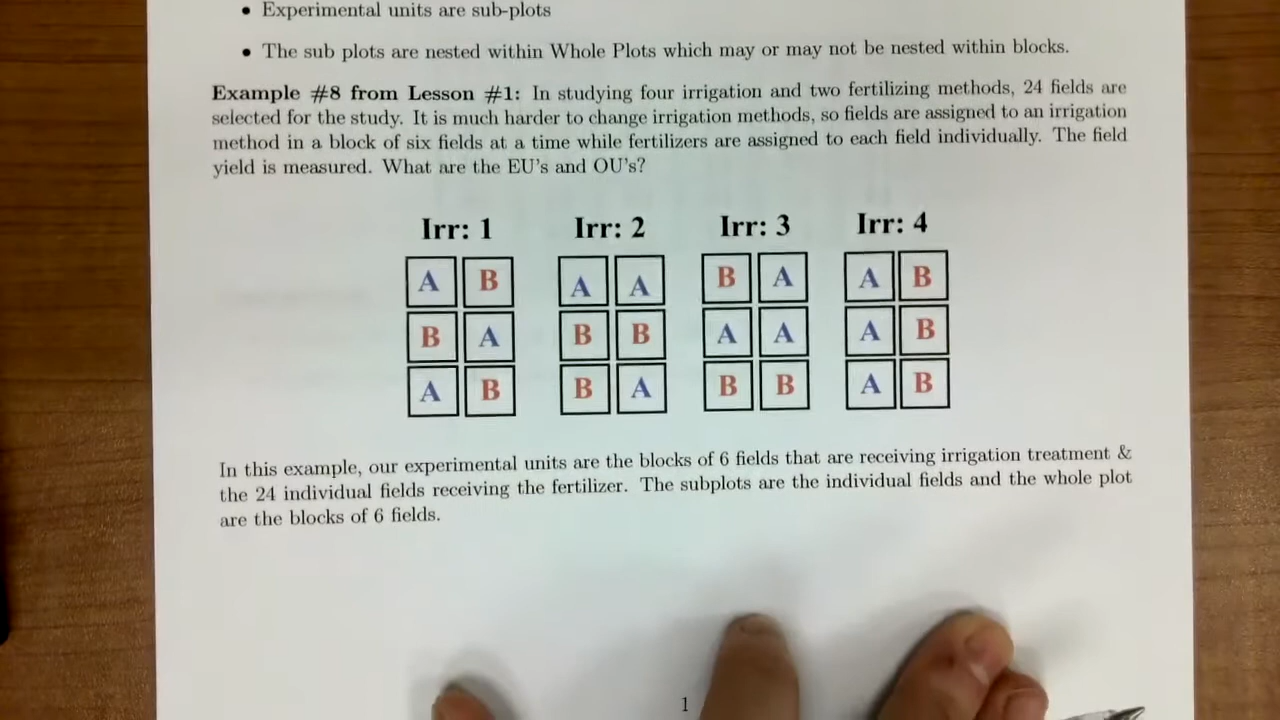 • Experimental units are sub-plots
• The sub plots are nested within Whole Plots which may or may not be nested within blocks.
Example #8 from Lesson #1: In studying four irrigation and two fertilizing methods, 24 fields are
selected for the study. It is much harder to change irrigation methods, so fields are assigned to an irrigation
method in a block of six fields at a time while fertilizers are assigned to each field individually. The field
yield is measured. What are the EU's and OU's?
Irr: 1 Irr: 2 Irr: 3 Irr: 4
A B A A B A A B
B A B B A A A B
A B B A B B A B
In this example, our experimental units are the blocks of 6 fields that are receiving irrigation treatment &
the 24 individual fields receiving the fertilizer. The subplots are the individual fields and the whole plot
are the blocks of 6 fields.
1